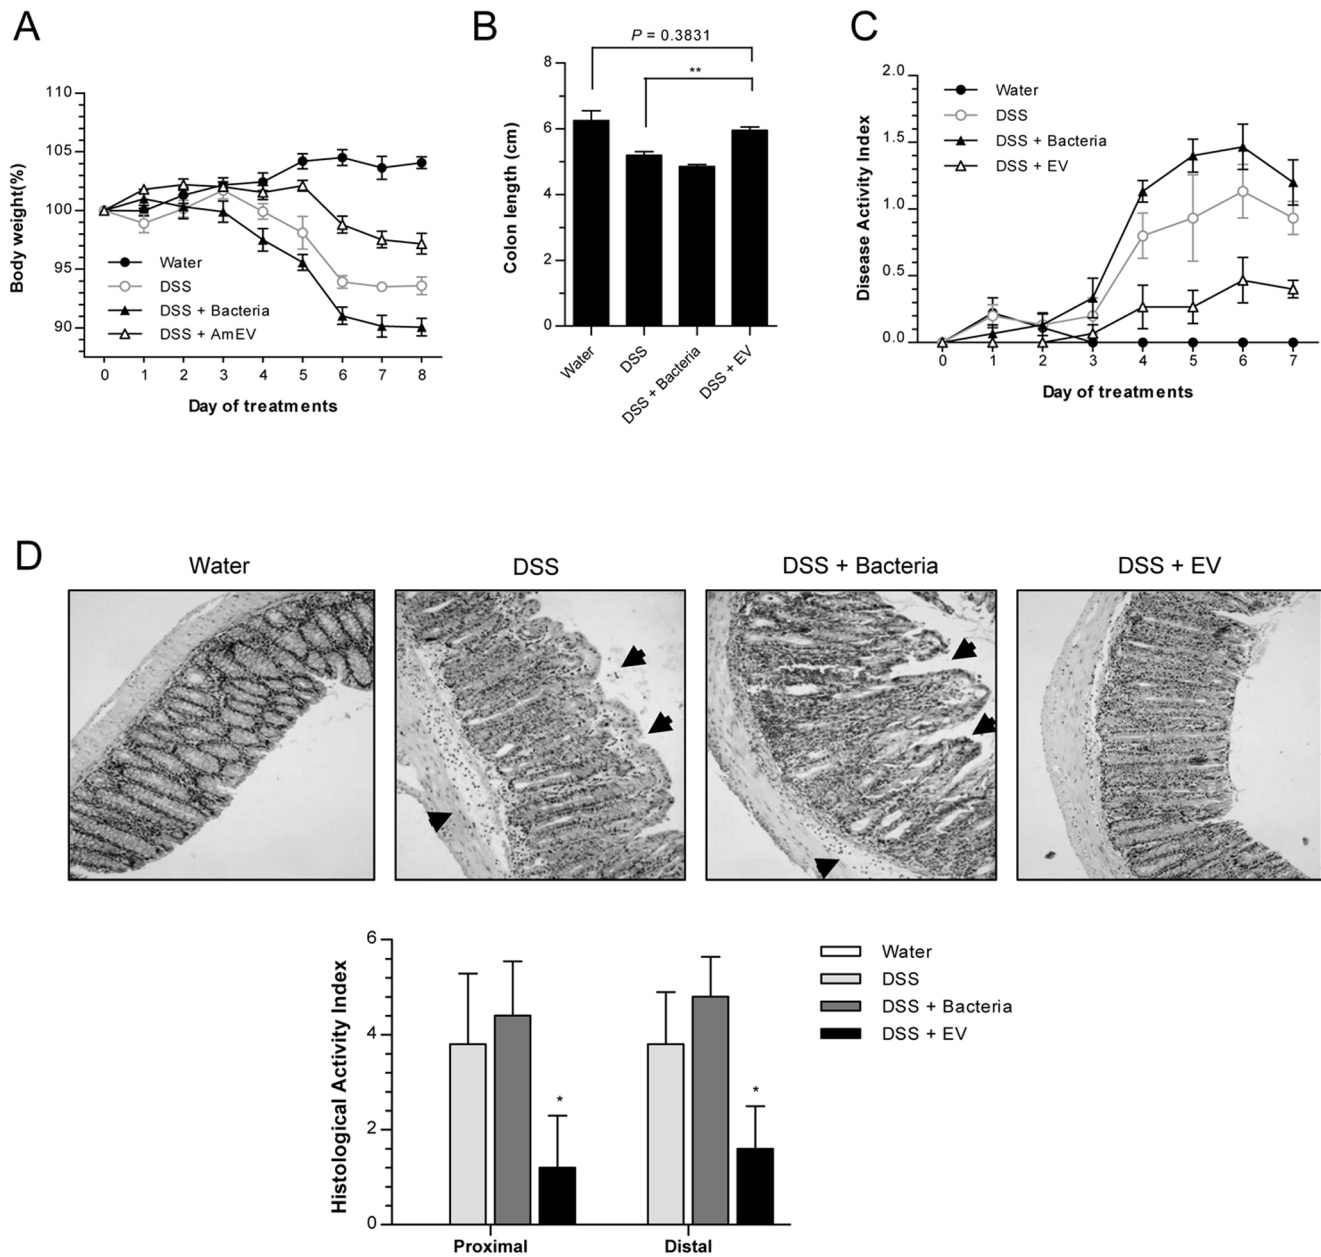 A
110
105
100
95
90
Body weight(%)
Water
DSS
DSS + Bacteria
DSS + AmEV
0 1 2 3 4 5 6 7 8
Day of treatments
B
P = 0.3831
**
8
6
4
2
0
Colon length (cm)
Water
DSS
DSS + Bacteria
DSS + EV
C
2.0
1.5
1.0
0.5
0.0
Disease Activity Index
Water
DSS
DSS + Bacteria
DSS + EV
0 1 2 3 4 5 6 7
Day of treatments
D
Water
DSS
DSS + Bacteria
DSS + EV
6
4
2
0
Histological Activity Index
*
*
Proximal
Distal
Water
DSS
DSS + Bacteria
DSS + EV